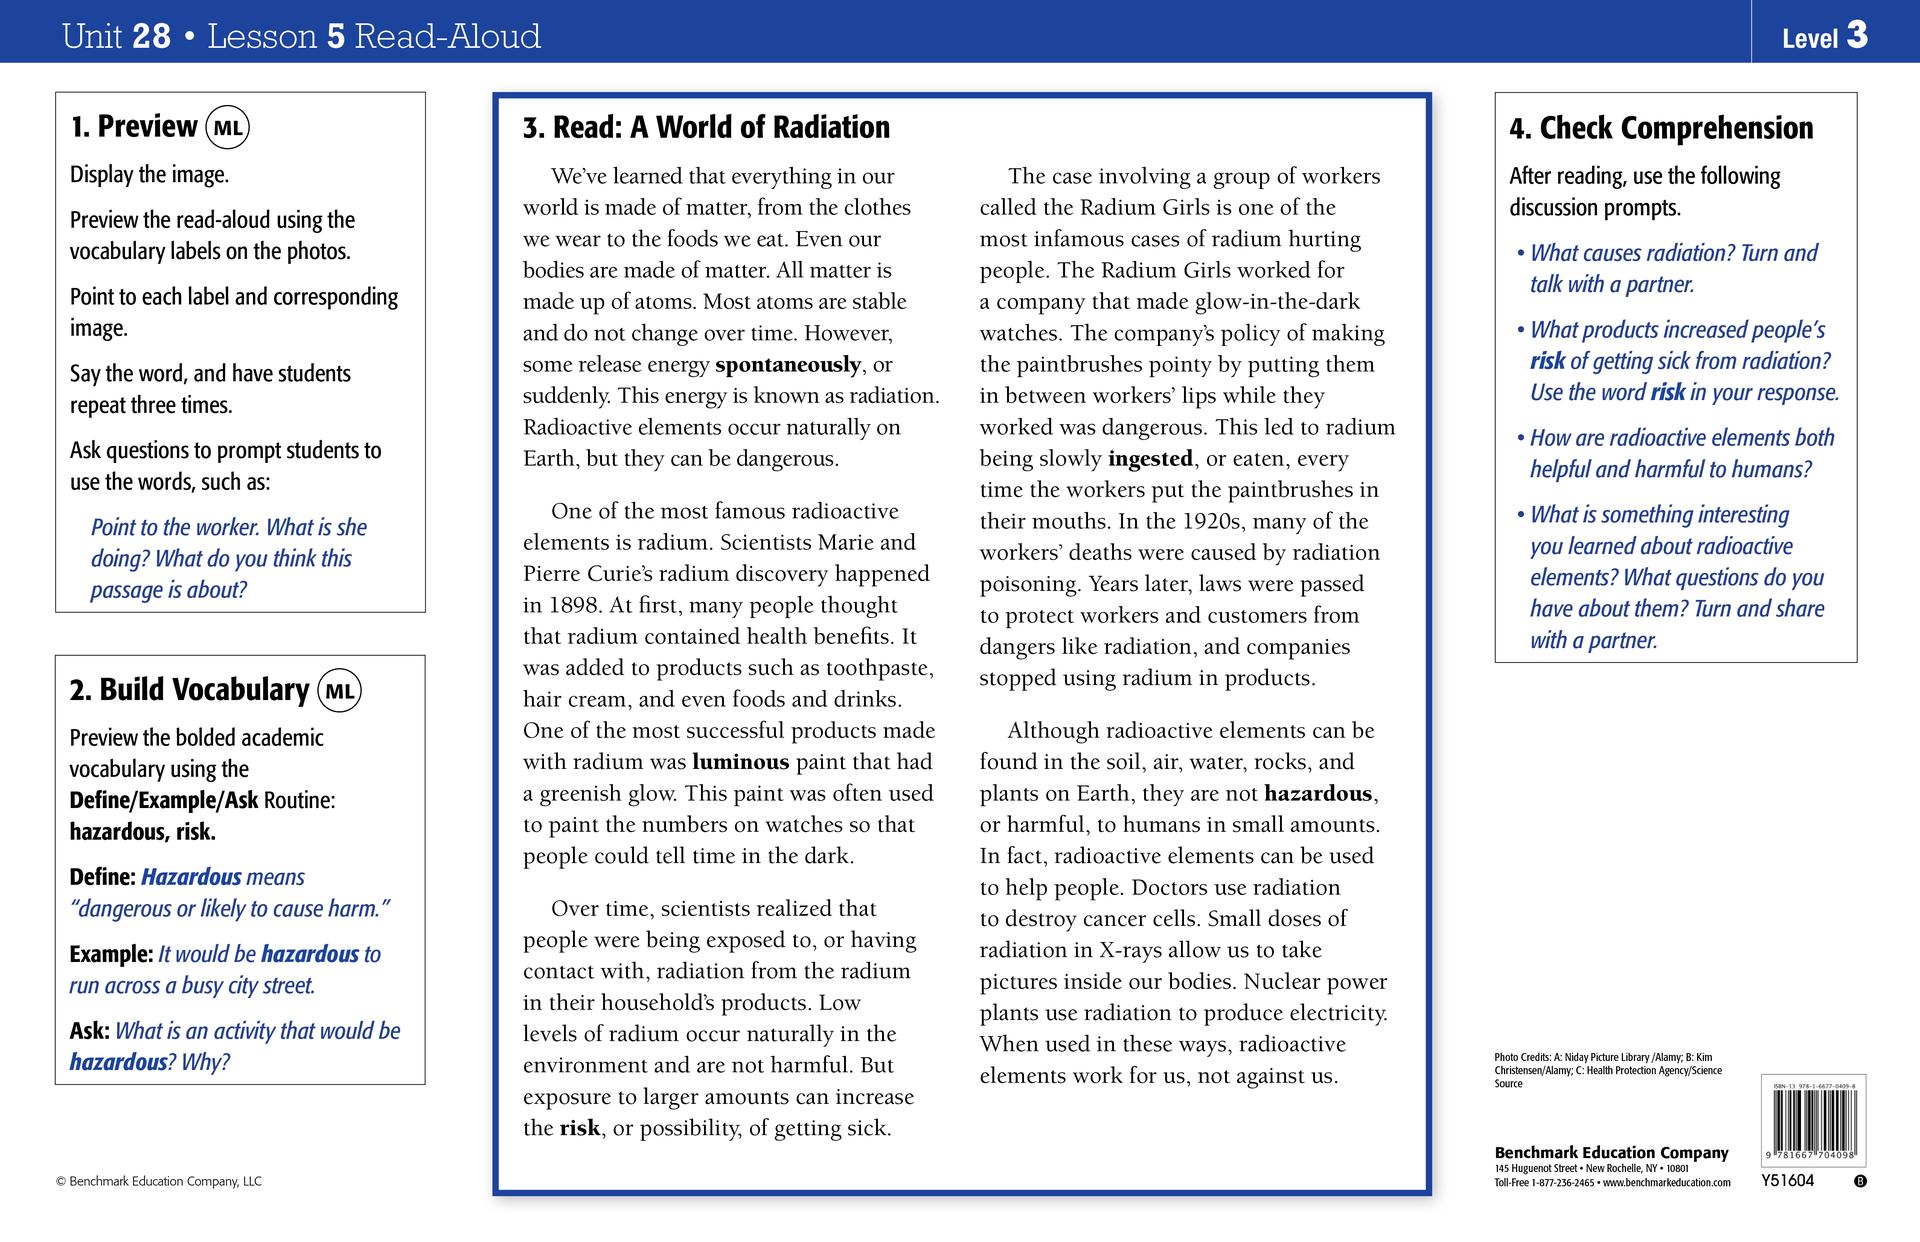 Unit 28 • Lesson 5 Read-Aloud
Level 3
1. Preview ML
Display the image.
Preview the read-aloud using the
vocabulary labels on the photos.
Point to each label and corresponding
image.
Say the word, and have students
repeat three times.
Ask questions to prompt students to
use the words, such as:
Point to the worker. What is she
doing? What do you think this
passage is about?
2. Build Vocabulary ML
Preview the bolded academic
vocabulary using the
Define/Example/Ask Routine:
hazardous, risk.
Define: Hazardous means
“dangerous or likely to cause harm.”
Example: It would be hazardous to
run across a busy city street.
Ask: What is an activity that would be
hazardous? Why?
© Benchmark Education Company, LLC
3. Read: A World of Radiation
We’ve learned that everything in our
world is made of matter, from the clothes
we wear to the foods we eat. Even our
bodies are made of matter. All matter is
made up of atoms. Most atoms are stable
and do not change over time. However,
some release energy spontaneously, or
suddenly. This energy is known as radiation.
Radioactive elements occur naturally on
Earth, but they can be dangerous.
One of the most famous radioactive
elements is radium. Scientists Marie and
Pierre Curie’s radium discovery happened
in 1898. At first, many people thought
that radium contained health benefits. It
was added to products such as toothpaste,
hair cream, and even foods and drinks.
One of the most successful products made
with radium was luminous paint that had
a greenish glow. This paint was often used
to paint the numbers on watches so that
people could tell time in the dark.
Over time, scientists realized that
people were being exposed to, or having
contact with, radiation from the radium
in their household’s products. Low
levels of radium occur naturally in the
environment and are not harmful. But
exposure to larger amounts can increase
the risk, or possibility, of getting sick.
The case involving a group of workers
called the Radium Girls is one of the
most infamous cases of radium hurting
people. The Radium Girls worked for
a company that made glow-in-the-dark
watches. The company’s policy of making
the paintbrushes pointy by putting them
in between workers’ lips while they
worked was dangerous. This led to radium
being slowly ingested, or eaten, every
time the workers put the paintbrushes in
their mouths. In the 1920s, many of the
workers’ deaths were caused by radiation
poisoning. Years later, laws were passed
to protect workers and customers from
dangers like radiation, and companies
stopped using radium in products.
Although radioactive elements can be
found in the soil, air, water, rocks, and
plants on Earth, they are not hazardous,
or harmful, to humans in small amounts.
In fact, radioactive elements can be used
to help people. Doctors use radiation
to destroy cancer cells. Small doses of
radiation in X-rays allow us to take
pictures inside our bodies. Nuclear power
plants use radiation to produce electricity.
When used in these ways, radioactive
elements work for us, not against us.
4. Check Comprehension
After reading, use the following
discussion prompts.
• What causes radiation? Turn and
talk with a partner.
• What products increased people’s
risk of getting sick from radiation?
Use the word risk in your response.
• How are radioactive elements both
helpful and harmful to humans?
• What is something interesting
you learned about radioactive
elements? What questions do you
have about them? Turn and share
with a partner.
Photo Credits: A: Niday Picture Library /Alamy; B: Kim
Christensen/Alamy; C: Health Protection Agency/Science
Source
Benchmark Education Company
145 Huguenot Street • New Rochelle, NY • 10801
Toll-Free 1-877-236-2465 • www.benchmarkeducation.com
ISBN-13 978-1-6677-0409-8
9 781667 704098
Y51604
B